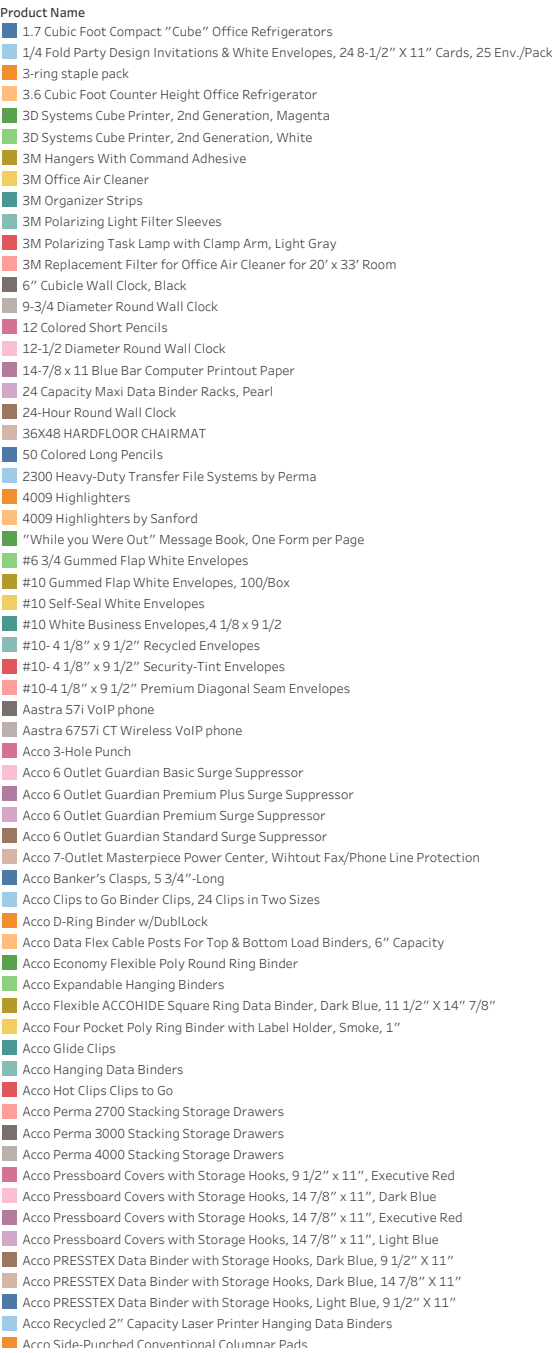 Product Name
1.7 Cubic Foot Compact "Cube" Office Refrigerators
1/4 Fold Party Design Invitations & White Envelopes, 24 8-1/2" X 11" Cards, 25 Env./Pack
3-ring staple pack
3.6 Cubic Foot Counter Height Office Refrigerator
3D Systems Cube Printer, 2nd Generation, Magenta
3D Systems Cube Printer, 2nd Generation, White
3M Hangers With Command Adhesive
3M Office Air Cleaner
3M Organizer Strips
3M Polarizing Light Filter Sleeves
3M Polarizing Task Lamp with Clamp Arm, Light Gray
3M Replacement Filter for Office Air Cleaner for 20' x 33' Room
6" Cubicle Wall Clock, Black
9-3/4 Diameter Round Wall Clock
12 Colored Short Pencils
12-1/2 Diameter Round Wall Clock
14-7/8 x 11 Blue Bar Computer Printout Paper
24 Capacity Maxi Data Binder Racks, Pearl
24-Hour Round Wall Clock
36X48 HARDFLOOR CHAIRMAT
50 Colored Long Pencils
2300 Heavy-Duty Transfer File Systems by Perma
4009 Highlighters
4009 Highlighters by Sanford
"While you Were Out" Message Book, One Form per Page
#6 3/4 Gummed Flap White Envelopes
#10 Gummed Flap White Envelopes, 100/Box
#10 Self-Seal White Envelopes
#10 White Business Envelopes,4 1/8 x 9 1/2
#10- 4 1/8" x 9 1/2" Recycled Envelopes
#10- 4 1/8" x 9 1/2" Security-Tint Envelopes
#10-4 1/8" x 9 1/2" Premium Diagonal Seam Envelopes
Aastra 57i VoIP phone
Aastra 6757i CT Wireless VoIP phone
Acco 3-Hole Punch
Acco 6 Outlet Guardian Basic Surge Suppressor
Acco 6 Outlet Guardian Premium Plus Surge Suppressor
Acco 6 Outlet Guardian Premium Surge Suppressor
Acco 6 Outlet Guardian Standard Surge Suppressor
Acco 7-Outlet Masterpiece Power Center, Wihtout Fax/Phone Line Protection
Acco Banker's Clasps, 5 3/4"-Long
Acco Clips to Go Binder Clips, 24 Clips in Two Sizes
Acco D-Ring Binder w/DublLock
Acco Data Flex Cable Posts For Top & Bottom Load Binders, 6" Capacity
Acco Economy Flexible Poly Round Ring Binder
Acco Expandable Hanging Binders
Acco Flexible ACCOHIDE Square Ring Data Binder, Dark Blue, 11 1/2" X 14" 7/8"
Acco Four Pocket Poly Ring Binder with Label Holder, Smoke, 1"
Acco Glide Clips
Acco Hanging Data Binders
Acco Hot Clips Clips to Go
Acco Perma 2700 Stacking Storage Drawers
Acco Perma 3000 Stacking Storage Drawers
Acco Perma 4000 Stacking Storage Drawers
Acco Pressboard Covers with Storage Hooks, 9 1/2" x 11", Executive Red
Acco Pressboard Covers with Storage Hooks, 14 7/8" x 11", Dark Blue
Acco Pressboard Covers with Storage Hooks, 14 7/8" x 11", Executive Red
Acco Pressboard Covers with Storage Hooks, 14 7/8" x 11", Light Blue
Acco PRESSTEX Data Binder with Storage Hooks, Dark Blue, 9 1/2" X 11"
Acco PRESSTEX Data Binder with Storage Hooks, Dark Blue, 14 7/8" X 11"
Acco PRESSTEX Data Binder with Storage Hooks, Light Blue, 9 1/2" X 11"
Acco Recycled 2" Capacity Laser Printer Hanging Data Binders
Acco Side-Punched Conventional Columnar Pads